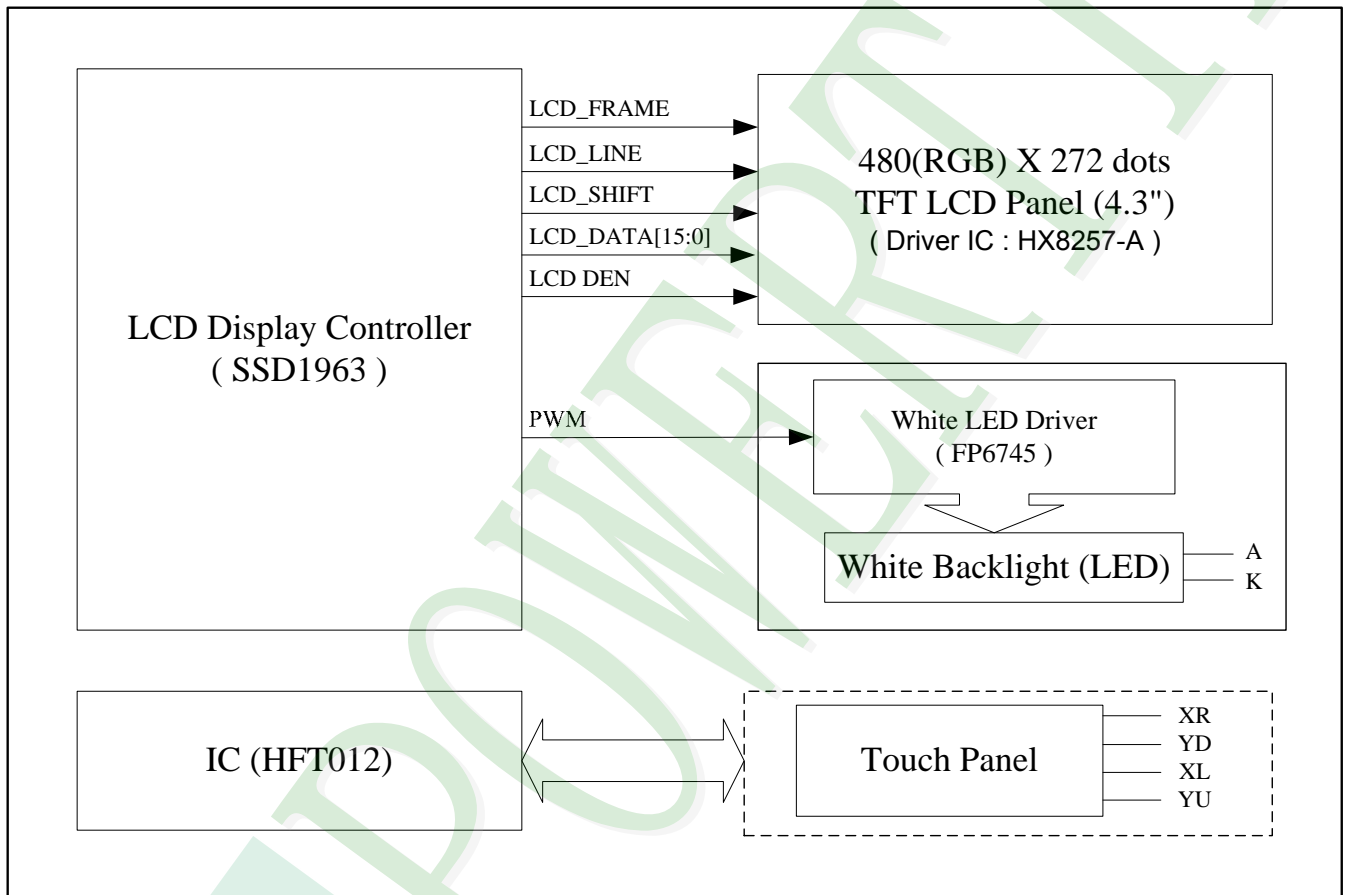 LCD Display Controller
( SSD1963 )
LCD_FRAME
LCD_LINE
LCD_SHIFT
LCD_DATA[15:0]
LCD DEN
PWM
480(RGB) X 272 dots
TFT LCD Panel (4.3")
( Driver IC : HX8257-A )
White LED Driver
( FP6745 )
White Backlight (LED)
A
K
IC (HFT012)
Touch Panel
XR
YD
XL
YU
POWERTI